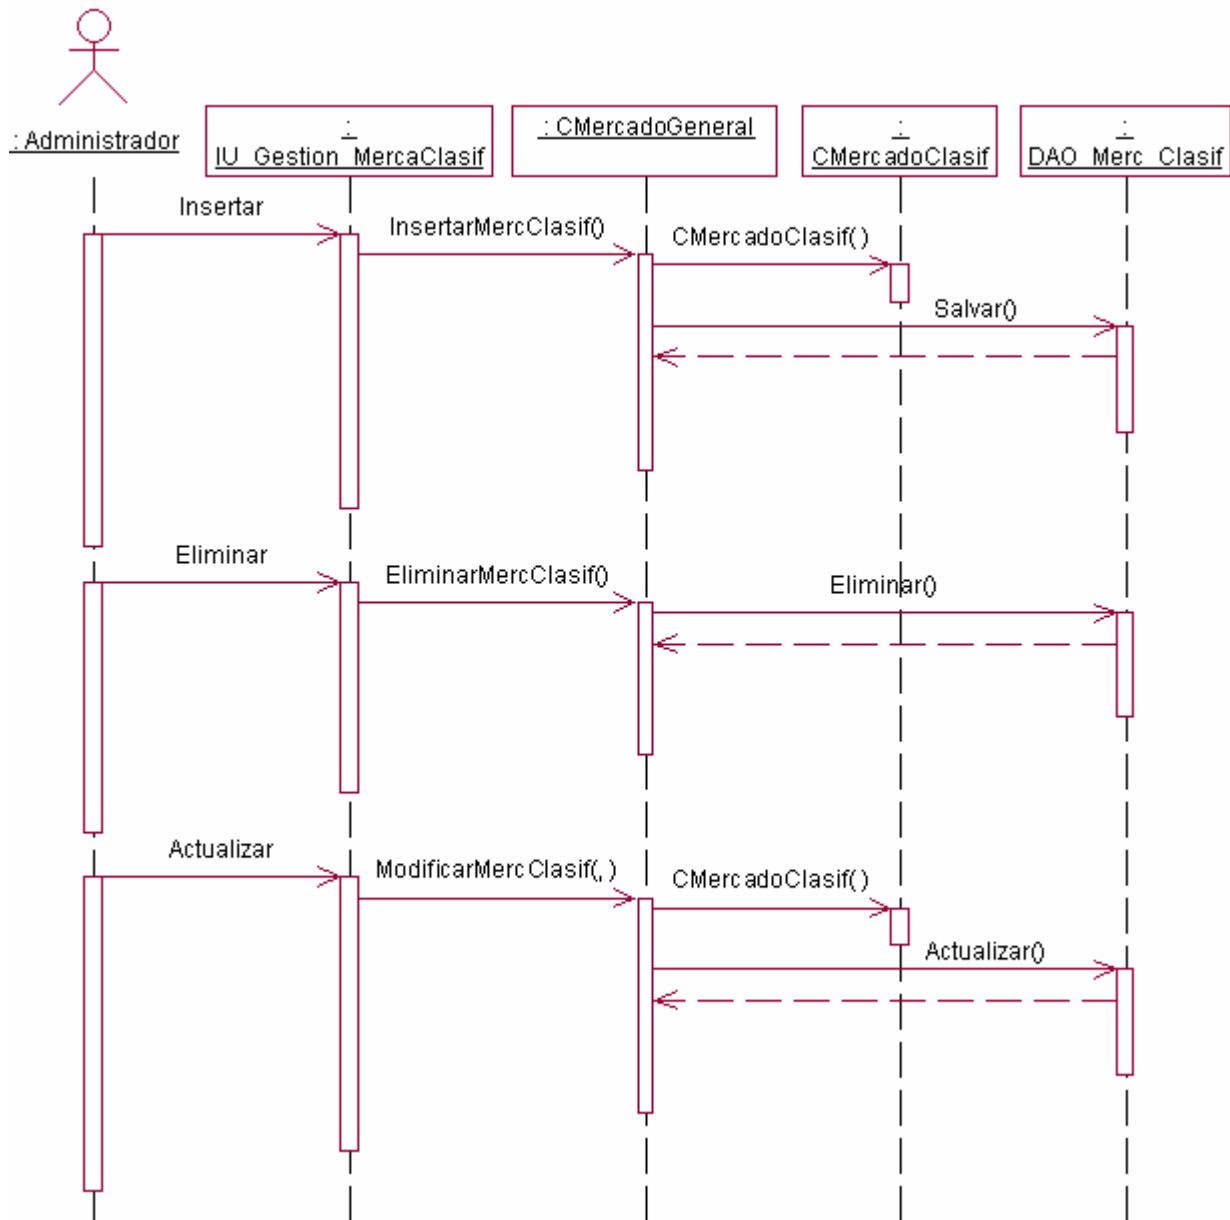 : Administrador
:
IU_Gestion_MercaClasif
: CMercadoGeneral
:
CMercadoClasif
:
DAO_Merc_Clasif
Insertar
InsertarMercClasif()
CMercadoClasif( )
Salvar()
Eliminar
EliminarMercClasif()
Eliminar()
Actualizar
ModificarMercClasif(, )
CMercadoClasif( )
Actualizar()